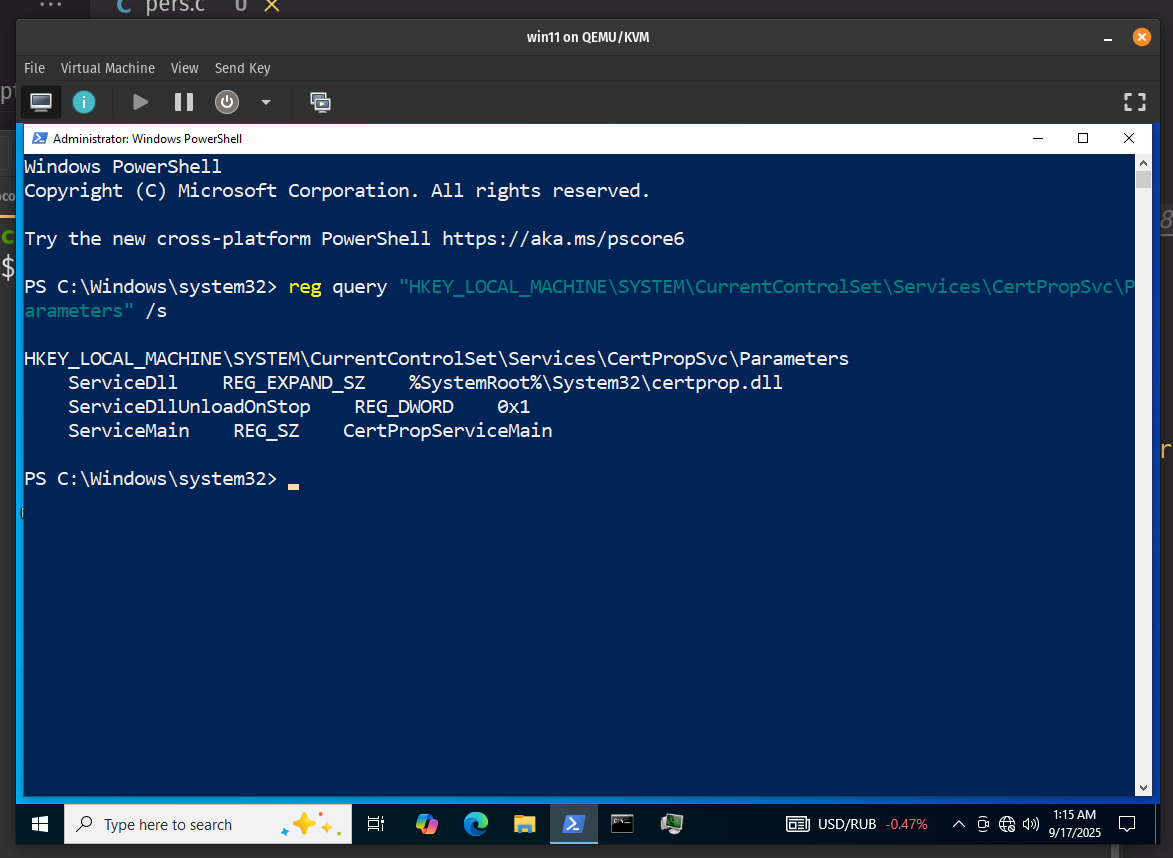 pers.c U
win11 on QEMU/KVM
File Virtual Machine View Send Key
Administrator: Windows PowerShell
Windows PowerShell
Copyright (C) Microsoft Corporation. All rights reserved.
Try the new cross-platform PowerShell https://aka.ms/pscore6
PS C:\Windows\system32> reg query "HKEY_LOCAL_MACHINE\SYSTEM\CurrentControlSet\Services\CertPropSvc\P
arameters" /s
HKEY_LOCAL_MACHINE\SYSTEM\CurrentControlSet\Services\CertPropSvc\Parameters
ServiceDll REG_EXPAND_SZ %SystemRoot%\System32\certprop.dll
ServiceDllUnloadOnStop REG_DWORD 0x1
ServiceMain REG_SZ CertPropServiceMain
PS C:\Windows\system32>
Type here to search
USD/RUB -0.47%
1:15 AM
9/17/2025